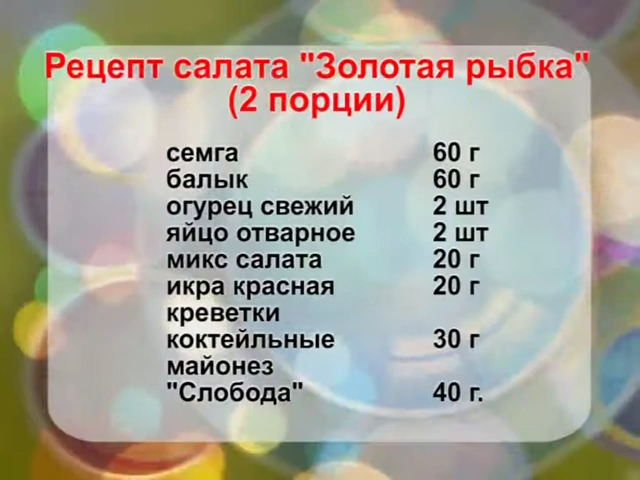 Рецепт салата "Золотая рыбка"
(2 порции)
семга 60 г
балык 60 г
огурец свежий 2 шт
яйцо отварное 2 шт
микс салата 20 г
икра красная 20 г
креветки
коктейльные 30 г
майонез
"Слобода" 40 г.